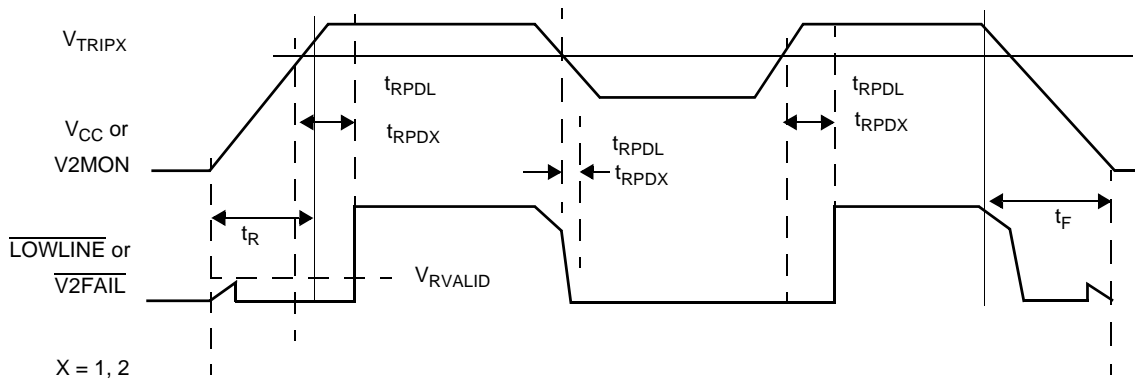 VTRIPX
tRPDL
tRPDX
tRPDL
tRPDX
VCC or
V2MON
tRPDL
tRPDX
tR
tF
LOWLINE or
V2FAIL
VRVALID
X = 1, 2